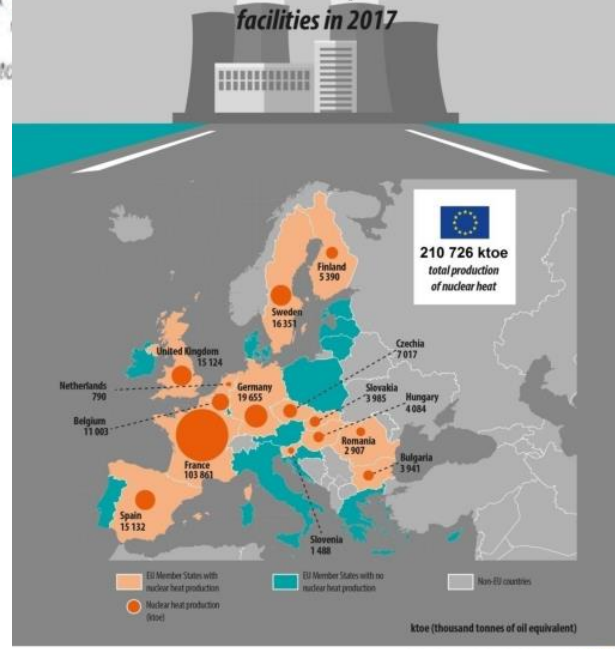 facilities in 2017
210 726 ktoe
total production
of nuclear heat
Finland
5 390
Sweden
16 351
United Kingdom
15 124
Czechia
7 017
Netherlands
790
Germany
19 655
Slovakia
3 985
Hungary
4 084
Belgium
11 003
Romania
2 907
France
103 861
Bulgaria
3 941
Spain
15 132
Slovenia
1 488
EU Member States with
nuclear heat production
EU Member States with no
nuclear heat production
Non-EU countries
Nuclear heat production
(ktoe)
ktoe (thousand tonnes of oil equivalent)